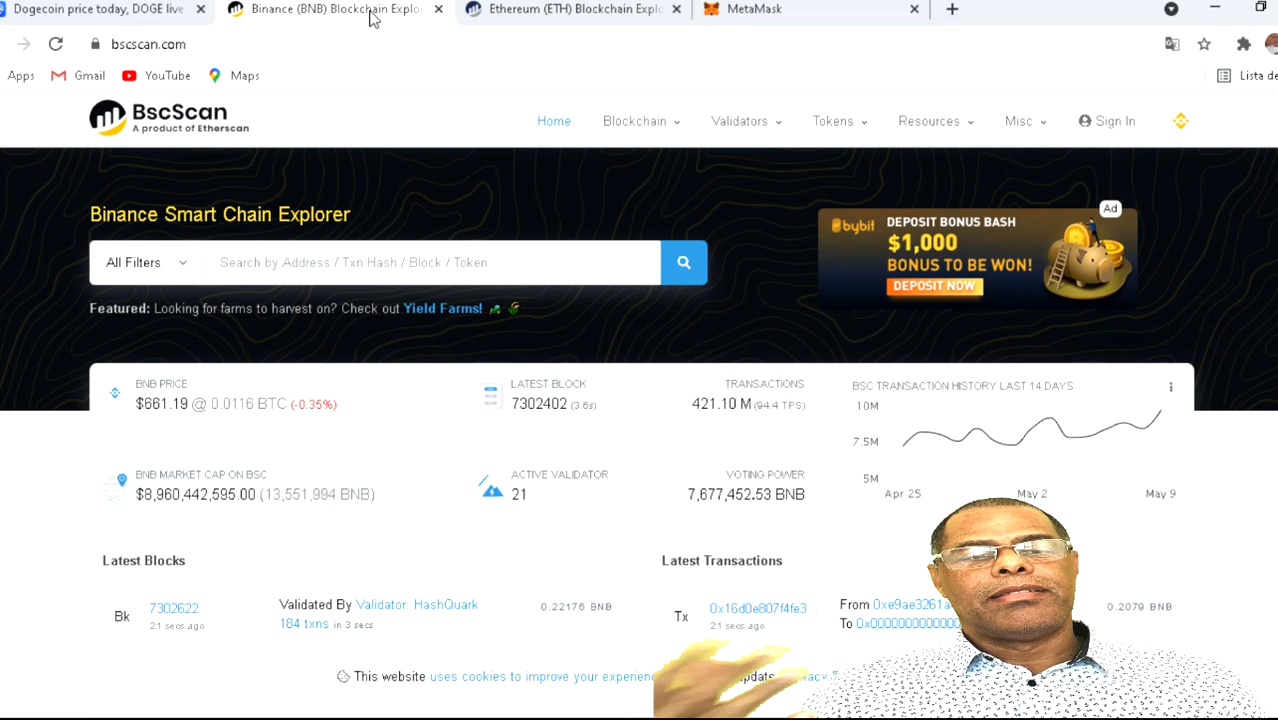 Dogecoin price today, DOGE live
Binance (BNB) Blockchain Explo
Ethereum (ETH) Blockchain Expl
MetaMask
bscscan.com
Apps Gmail YouTube Maps Lista de
BscScan
A product of Etherscan
Home Blockchain Validators Tokens Resources Misc Sign In
Binance Smart Chain Explorer
All Filters Search by Address / Txn Hash / Block / Token
Featured: Looking for farms to harvest on? Check out Yield Farms!
Ad
bybit
DEPOSIT BONUS BASH
$1,000
BONUS TO BE WON!
DEPOSIT NOW
BNB PRICE
$661.19 @ 0.0116 BTC (-0.35%)
LATEST BLOCK
7302402 (3.6s)
TRANSACTIONS
421.10 M (94.4 TPS)
BSC TRANSACTION HISTORY LAST 14 DAYS
10M
7.5M
5M
Apr 25 May 2 May 9
BNB MARKET CAP ON BSC
$8,960,442,595.00 (13,551,994 BNB)
ACTIVE VALIDATOR
21
VOTING POWER
7,677,452.53 BNB
Latest Blocks
Bk
7302622
21 secs ago
Validated By Validator: HashQuark
184 txns in 3 secs
0.22176 BNB
Latest Transactions
Tx
0x16d0e807f4fe3...
21 secs ago
From 0xe9ae3261a
To 0x0000000000000
0.2079 BNB
This website uses cookies to improve your experien